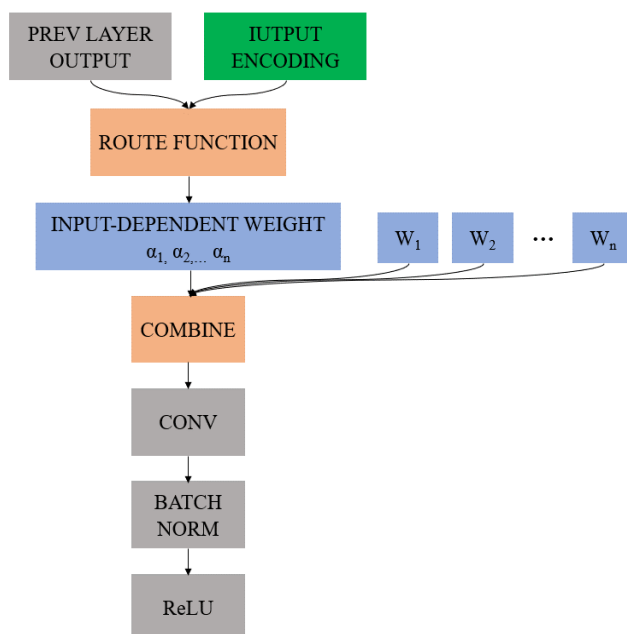 PREV LAYER
OUTPUT
IUTPUT
ENCODING
ROUTE FUNCTION
INPUT-DEPENDENT WEIGHT
α₁, α₂,... αₙ
W₁
W₂
...
Wₙ
COMBINE
CONV
BATCH
NORM
ReLU